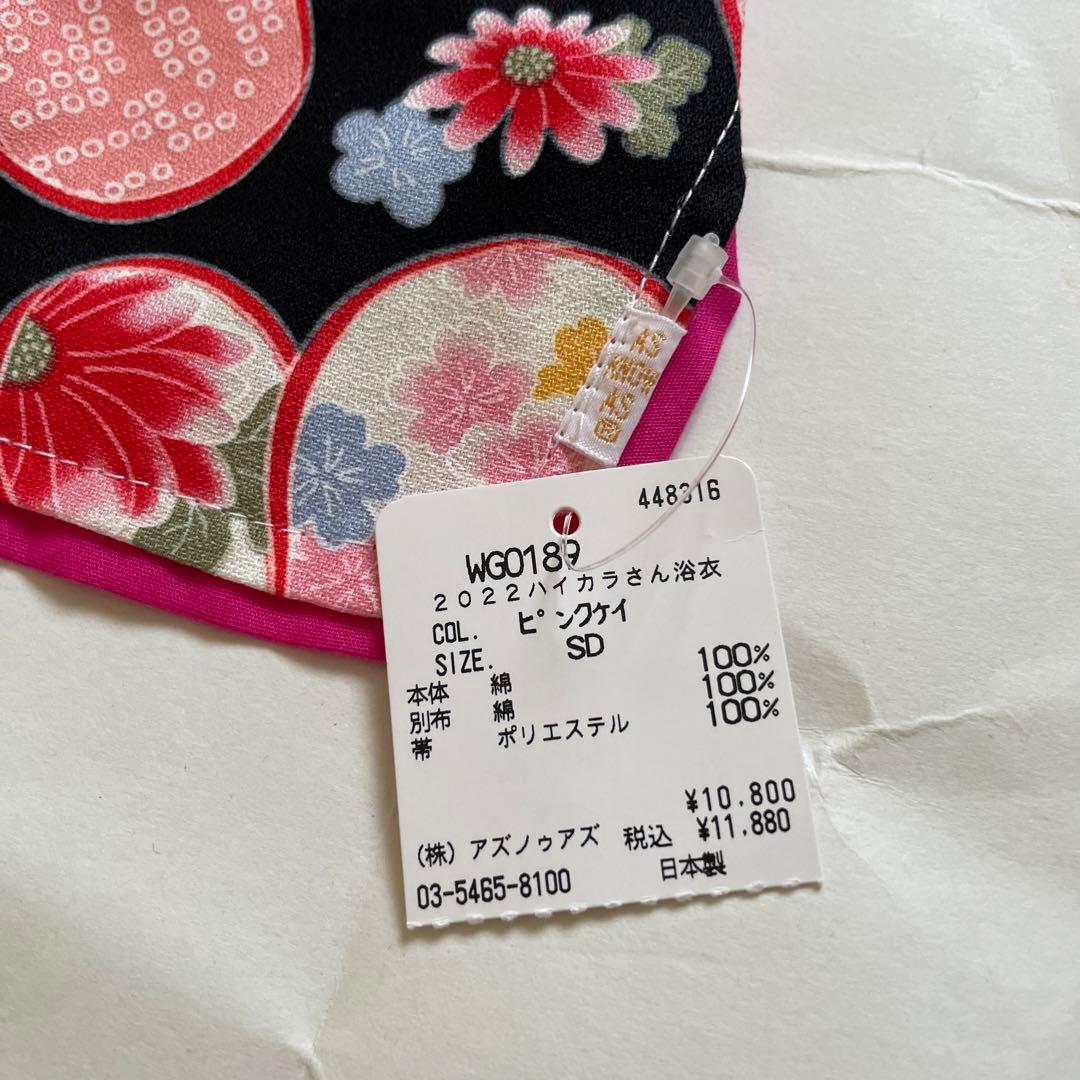 AS
KNOW
AS
448316
WG0189
2022ハイカラさん浴衣
COL. ピンクケイ
SIZE. SD
本体 綿 100%
別布 綿 100%
帯 ポリエステル 100%
¥10.800
(株) アズノゥアズ 税込 ¥11.880
03-5465-8100 日本製